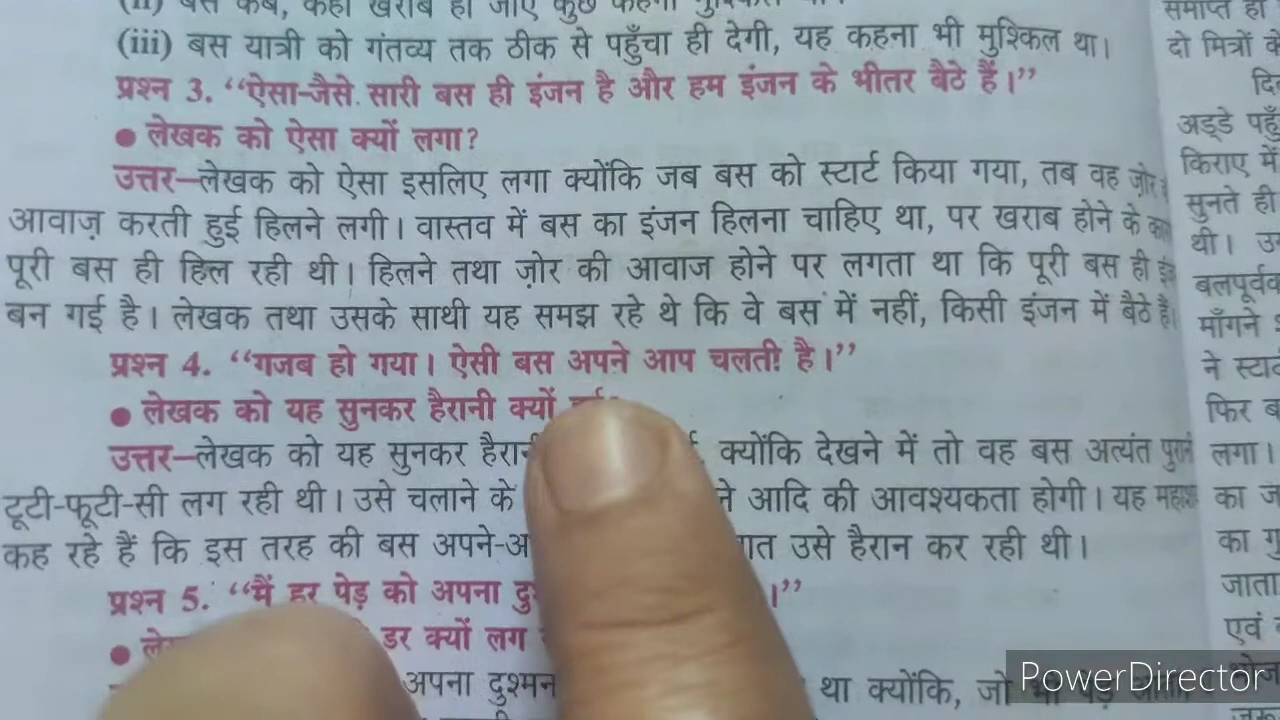 (iii) बस यात्री को गंतव्य तक ठीक से पहुँचा ही देगी, यह कहना भी मुश्किल था।
प्रश्न 3. “ऐसा-जैसे सारी बस ही इंजन है और हम इंजन के भीतर बैठे हैं।”
● लेखक को ऐसा क्यों लगा?
उत्तर–लेखक को ऐसा इसलिए लगा क्योंकि जब बस को स्टार्ट किया गया, तब वह ज़ोर
आवाज़ करती हुई हिलने लगी। वास्तव में बस का इंजन हिलना चाहिए था, पर खराब होने के
पूरी बस ही हिल रही थी। हिलने तथा ज़ोर की आवाज होने पर लगता था कि पूरी बस ही
बन गई है। लेखक तथा उसके साथी यह समझ रहे थे कि वे बस में नहीं, किसी इंजन में बैठे हैं।
प्रश्न 4. “गजब हो गया। ऐसी बस अपने आप चलती है।”
● लेखक को यह सुनकर हैरानी क्यों
उत्तर–लेखक को यह सुनकर क्योंकि देखने में तो वह बस अत्यंत
टूटी-फूटी-सी लग रही थी। उसे चलाने के आदि की आवश्यकता होगी। यह
कह रहे हैं कि इस तरह की बस उसे हैरान कर रही थी।
प्रश्न 5. “मैं हर पेड़ को अपना ।”
● डर क्यों लग
अपना दुश्मन था क्योंकि, जो
समाप्त हो
दो मित्रों
अड्डे
किराए में
सुनते ही
थी।
माँगने
ने
फिर
लगा।
का
का
जाता
एवं
PowerDirector